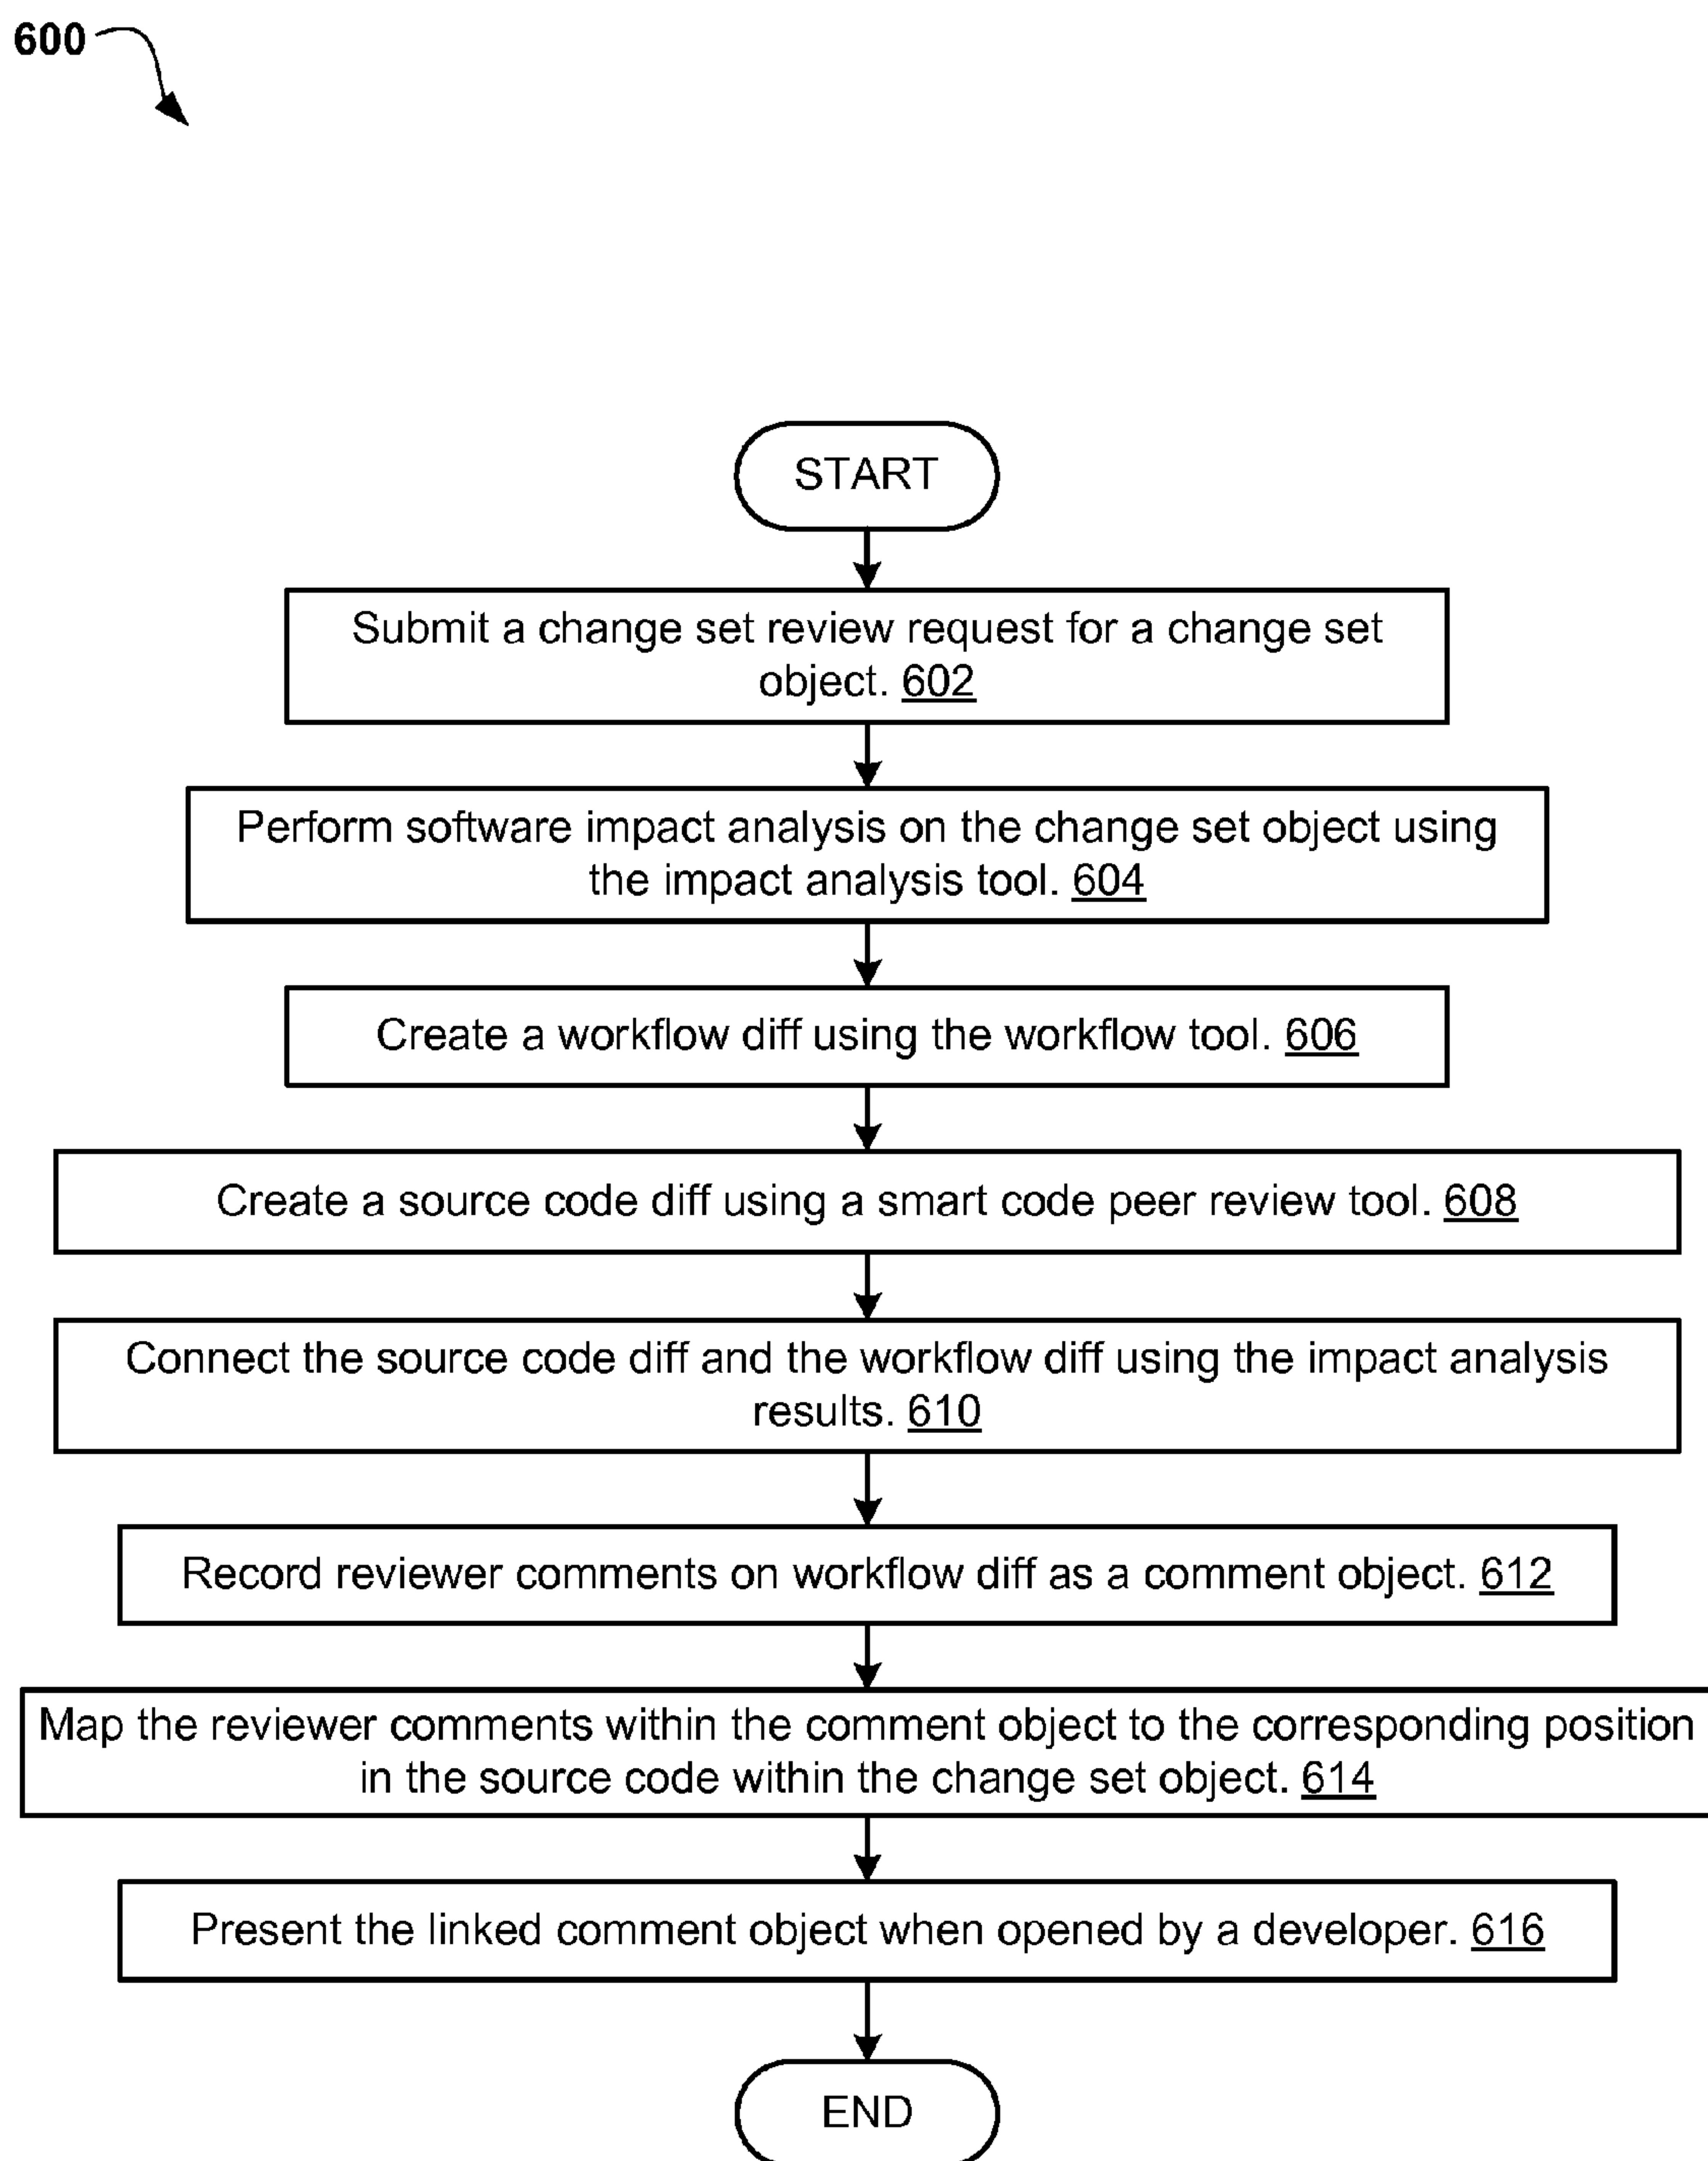 600
START
Submit a change set review request for a change set
object. 602
Perform software impact analysis on the change set object using
the impact analysis tool. 604
Create a workflow diff using the workflow tool. 606
Create a source code diff using a smart code peer review tool. 608
Connect the source code diff and the workflow diff using the impact analysis
results. 610
Record reviewer comments on workflow diff as a comment object. 612
Map the reviewer comments within the comment object to the corresponding position
in the source code within the change set object. 614
Present the linked comment object when opened by a developer. 616
END